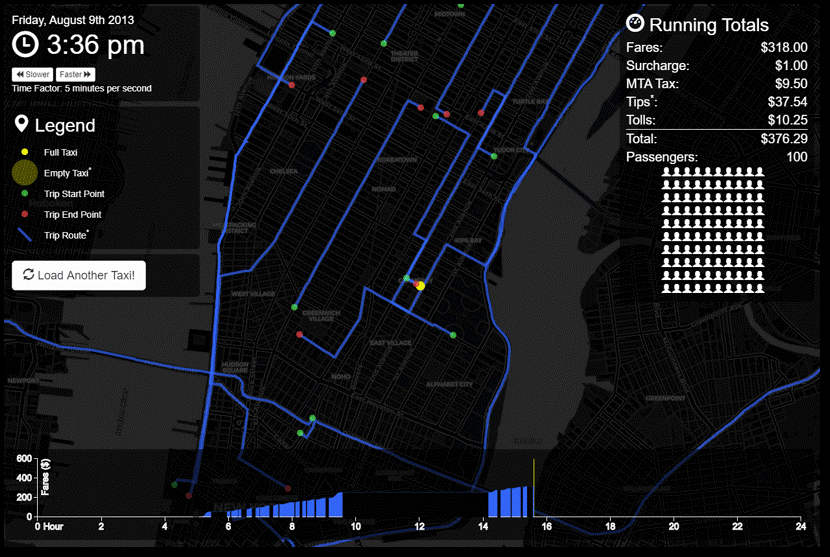 Friday, August 9th 2013
3:36 pm
Slower Faster
Time Factor: 5 minutes per second
Legend
Full Taxi
Empty Taxi*
Trip Start Point
Trip End Point
Trip Route*
Load Another Taxi!
Running Totals
Fares: $318.00
Surcharge: $1.00
MTA Tax: $9.50
Tips*: $37.54
Tolls: $10.25
Total: $376.29
Passengers: 100
MIDTOWN
THEATER
DISTRICT
HUDSON YARDS
TURTLE BAY
TUDOR CITY
KOREATOWN
CHELSEA
NOMAD
MEATPACKING
DISTRICT
KIPS BAY
WEST VILLAGE
GREENWICH
VILLAGE
EAST VILLAGE
HUDSON
SQUARE
NOHO
ALPHABET CITY
NEWPORT
GREENPOINT
Fares ($)
600
400
200
0
0 Hour 2 4 6 8 10 12 14 16 18 20 22 24